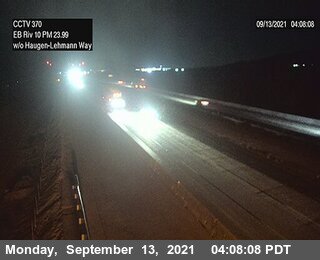 CCTV 370
09/13/2021 04:08:08
EB Riv 10 PM 23.99
w/o Haugen-Lehmann Way
Monday, September 13, 2021 04:08:08 PDT